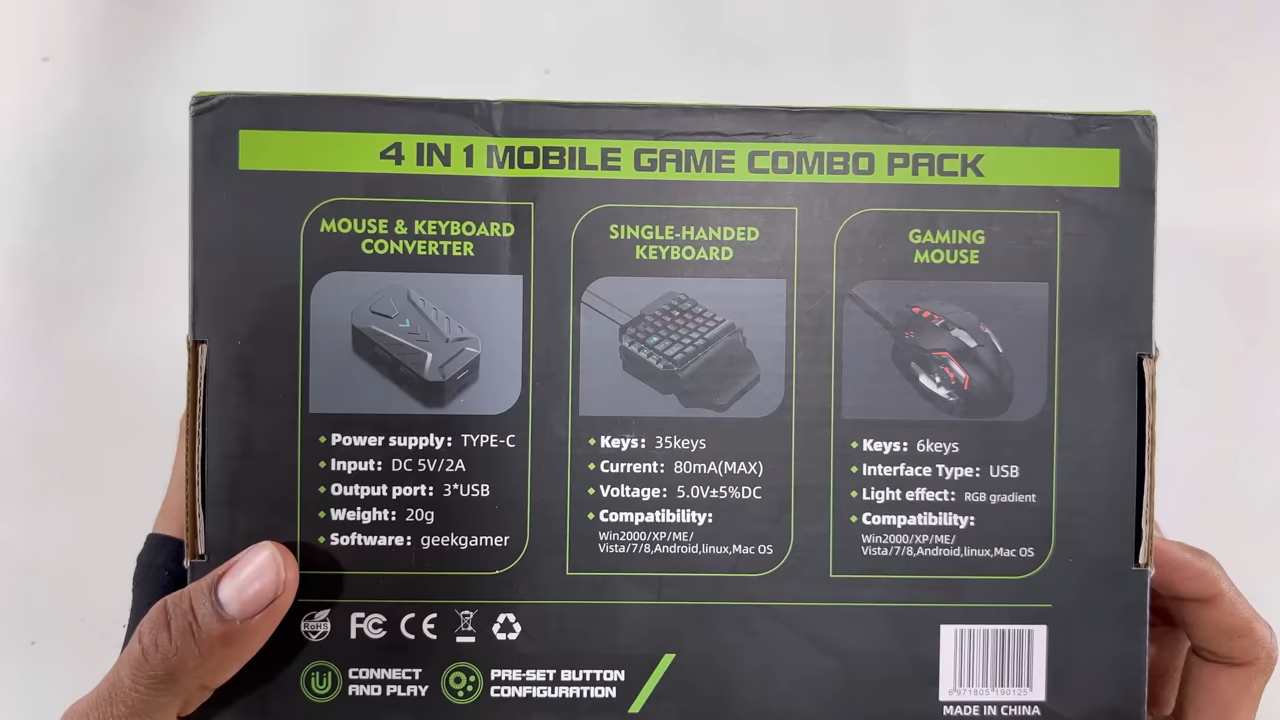 4 IN 1 MOBILE GAME COMBO PACK
MOUSE & KEYBOARD
CONVERTER
Power supply: TYPE-C
Input: DC 5V/2A
Output port: 3*USB
Weight: 20g
Software: geekgamer
SINGLE-HANDED
KEYBOARD
Keys: 35keys
Current: 80mA(MAX)
Voltage: 5.0V±5%DC
Compatibility:
Win2000/XP/ME/
Vista/7/8,Android,linux,Mac OS
GAMING
MOUSE
Keys: 6keys
Interface Type: USB
Light effect: RGB gradient
Compatibility:
Win2000/XP/ME/
Vista/7/8,Android,linux,Mac OS
RoHS FC CE
CONNECT
AND PLAY
PRE-SET BUTTON
CONFIGURATION
6 971805 190125
MADE IN CHINA